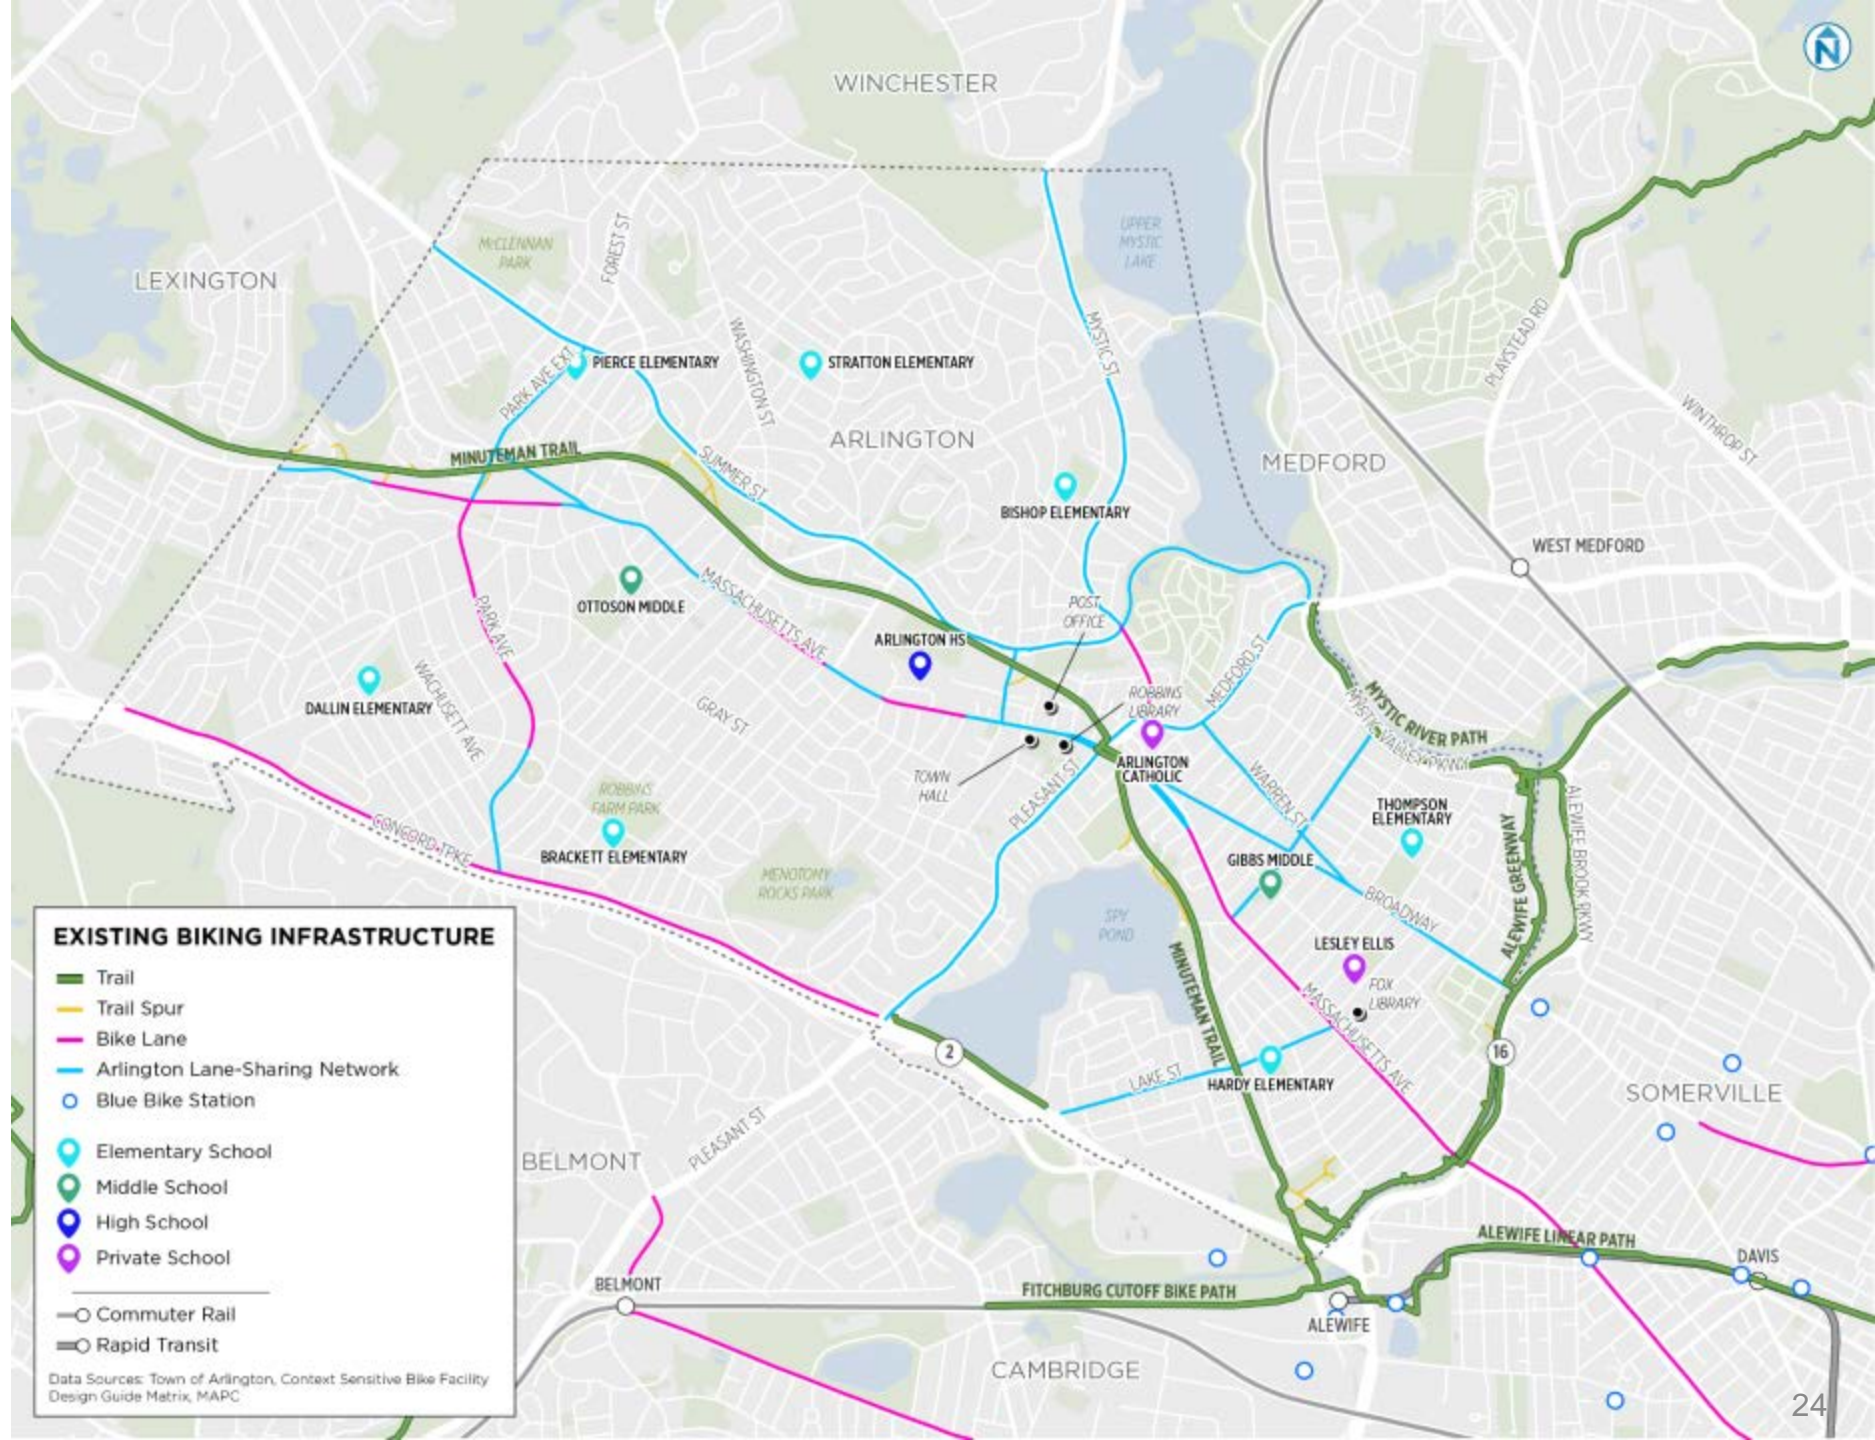 N
WINCHESTER
McCLENNAN
PARK
FOREST ST
UPPER
MYSTIC
LAKE
LEXINGTON
MYSTIC ST
PLAYSTEAD RD
PARK AVE EXT
PIERCE ELEMENTARY
WASHINGTON ST
STRATTON ELEMENTARY
WINTHROP ST
ARLINGTON
MINUTEMAN TRAIL
SUMMER ST
MEDFORD
BISHOP ELEMENTARY
WEST MEDFORD
OTTOSON MIDDLE
MASSACHUSETTS AVE
POST
OFFICE
PARK AVE
ARLINGTON HS
MEDFORD ST
DALLIN ELEMENTARY
WACHUSETT AVE
GRAY ST
ROBBINS
LIBRARY
MYSTIC RIVER PATH
MYSTIC VALLEY PKWY
ARLINGTON
CATHOLIC
TOWN
HALL
PLEASANT ST
WARREN ST
ROBBINS
FARM PARK
THOMPSON
ELEMENTARY
ALEWIFE BROOK PKWY
CONCORD TPKE
BRACKETT ELEMENTARY
GIBBS MIDDLE
ALEWIFE GREENWAY
MENOTOMY
ROCKS PARK
BROADWAY
SPY
POND
LESLEY ELLIS
FOX
LIBRARY
MINUTEMAN TRAIL
MASSACHUSETTS AVE
2
16
LAKE ST
HARDY ELEMENTARY
SOMERVILLE
PLEASANT ST
BELMONT
ALEWIFE LINEAR PATH
DAVIS
BELMONT
FITCHBURG CUTOFF BIKE PATH
ALEWIFE
CAMBRIDGE
EXISTING BIKING INFRASTRUCTURE
Trail
Trail Spur
Bike Lane
Arlington Lane-Sharing Network
Blue Bike Station
Elementary School
Middle School
High School
Private School
Commuter Rail
Rapid Transit
Data Sources: Town of Arlington, Context Sensitive Bike Facility
Design Guide Matrix, MAPC
24